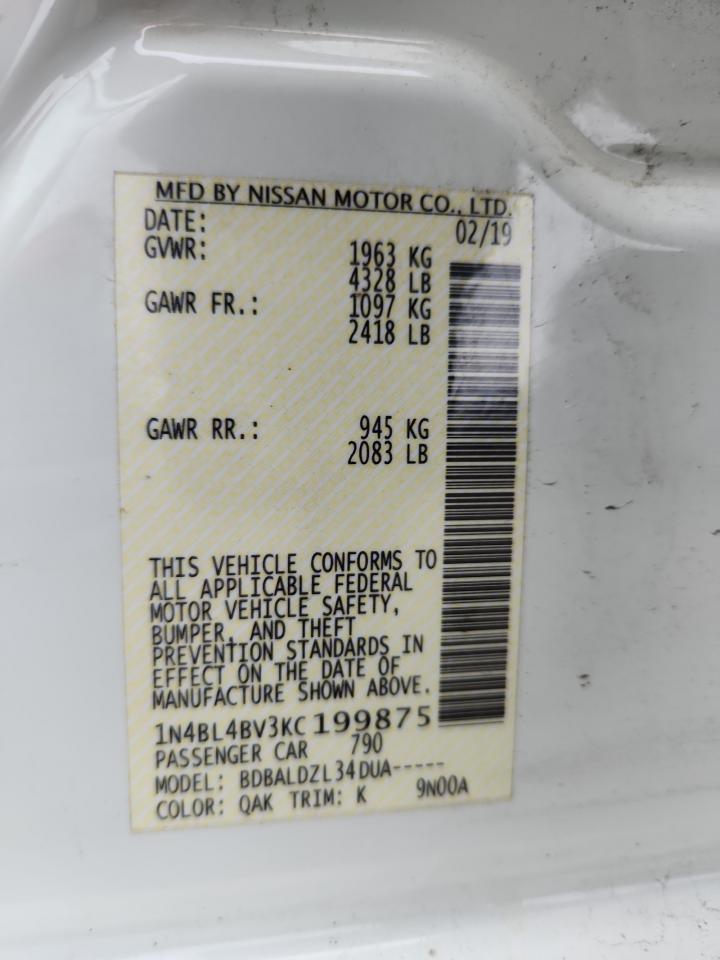 MFD BY NISSAN MOTOR CO., LTD.
DATE: 02/19
GVWR: 1963 KG
4328 LB
GAWR FR.: 1097 KG
2418 LB
GAWR RR.: 945 KG
2083 LB
THIS VEHICLE CONFORMS TO
ALL APPLICABLE FEDERAL
MOTOR VEHICLE SAFETY,
BUMPER, AND THEFT
PREVENTION STANDARDS IN
EFFECT ON THE DATE OF
MANUFACTURE SHOWN ABOVE.
1N4BL4BV3KC199875
PASSENGER CAR 790
MODEL: BDBALDZL34DUA-----
COLOR: QAK TRIM: K 9N00A